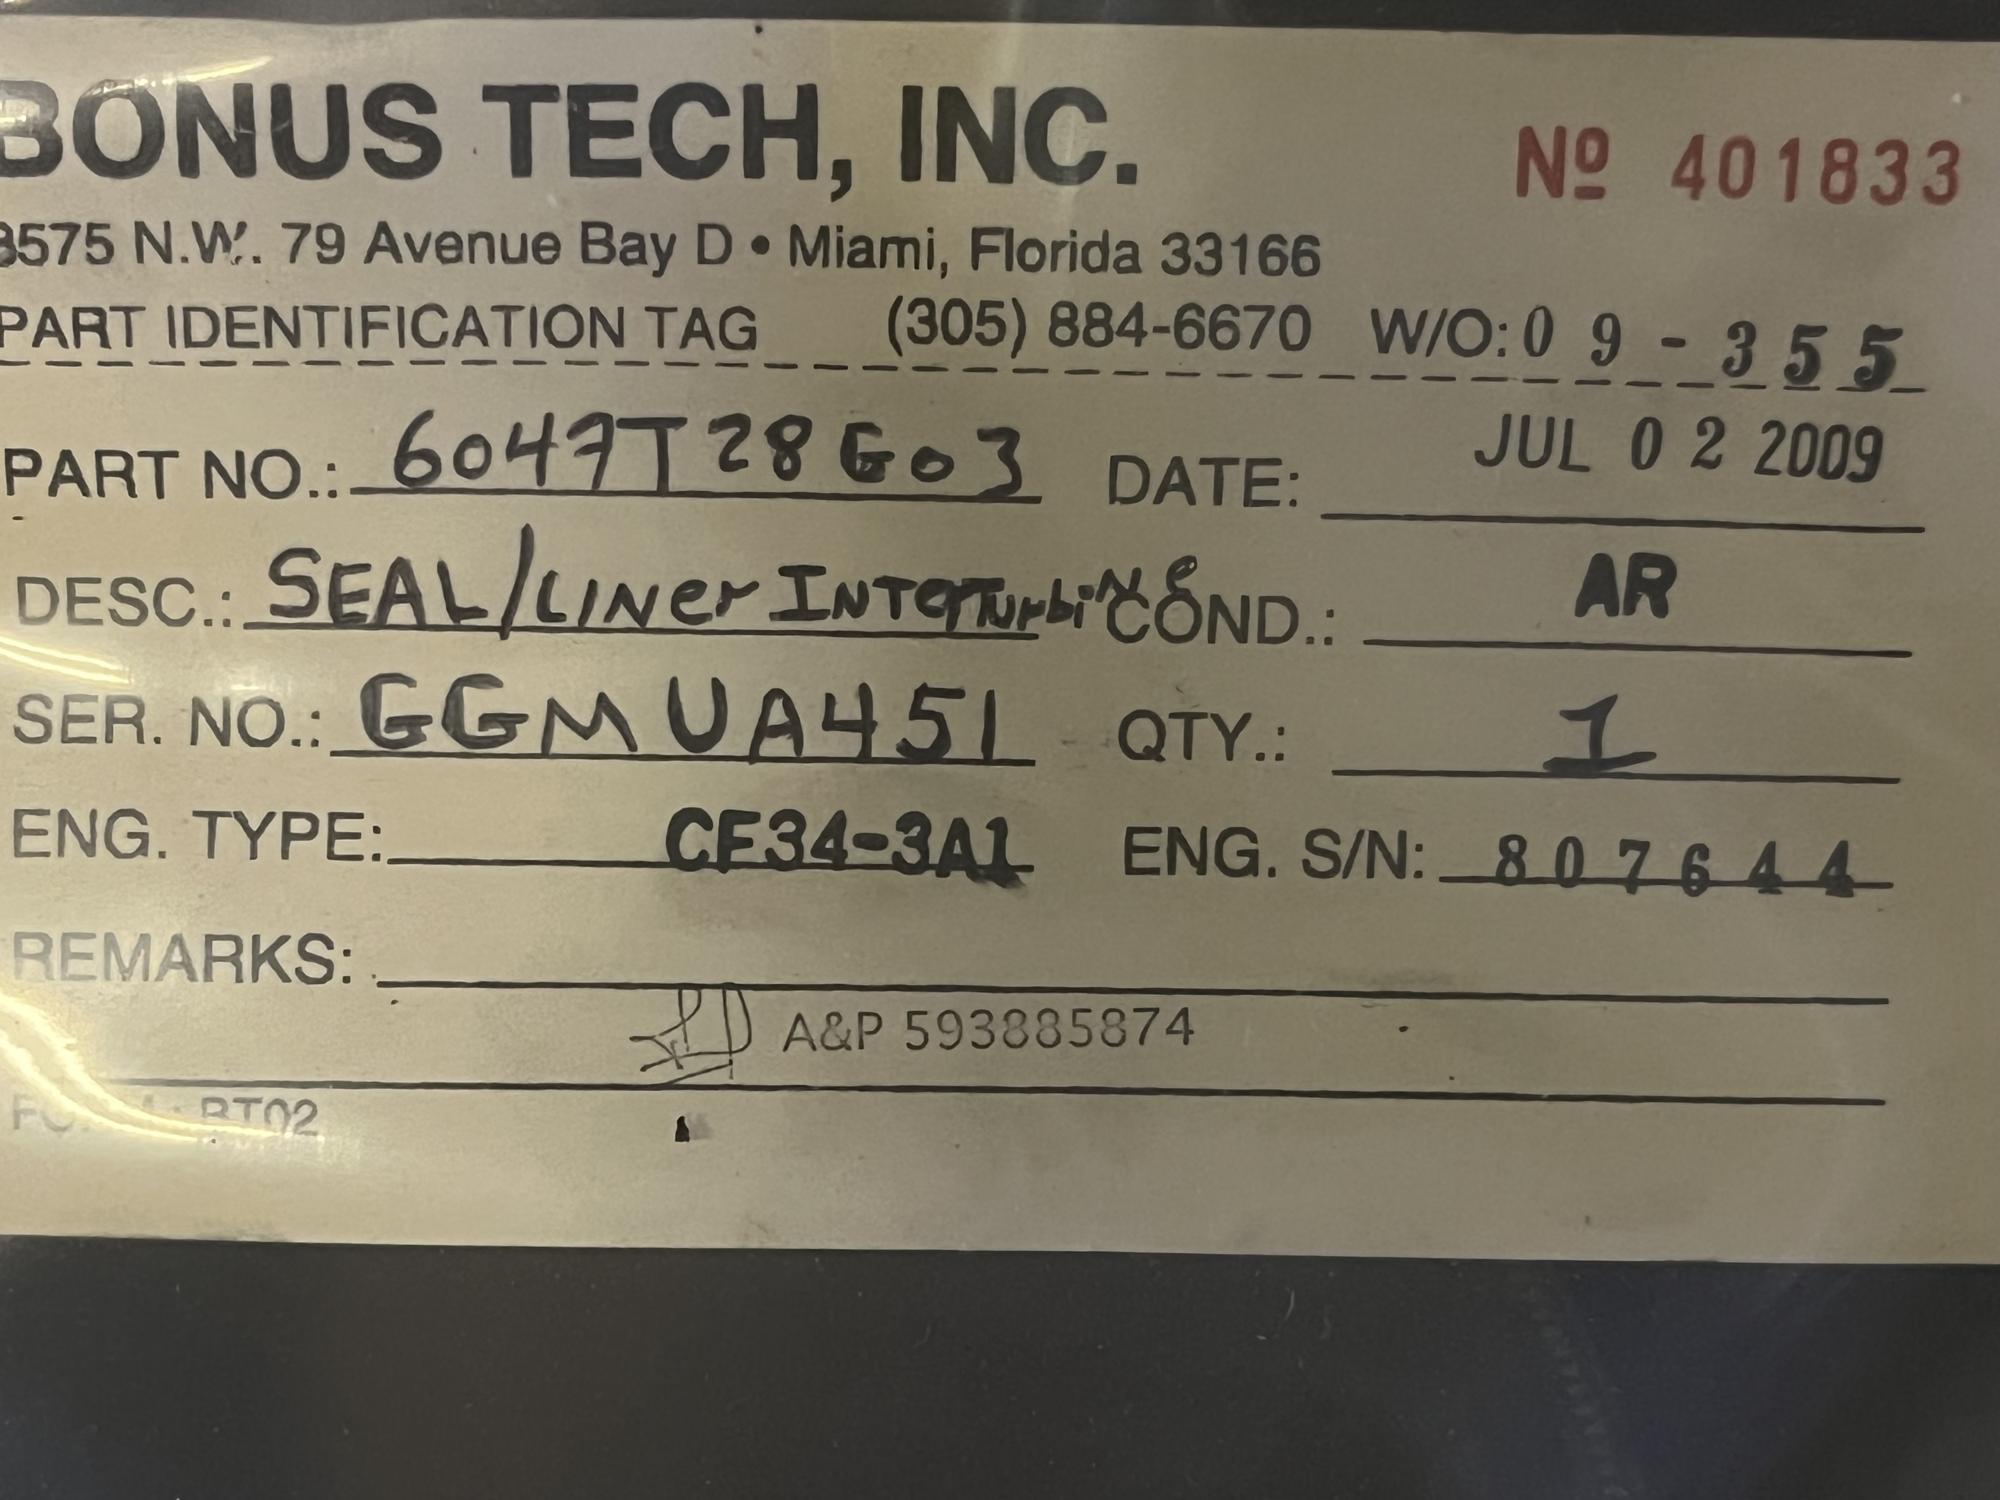 BONUS TECH, INC.
Nº 401833
3575 N.W. 79 Avenue Bay D • Miami, Florida 33166
PART IDENTIFICATION TAG (305) 884-6670 W/O: 09-355
PART NO.: 6047T28G03 DATE: JUL 02 2009
DESC.: SEAL/LINer INTerTurbiNe COND.: AR
SER. NO.: GGMUA451 QTY.: 1
ENG. TYPE: CF34-3A1 ENG. S/N: 807644
REMARKS:
A&P 593885874
BT02